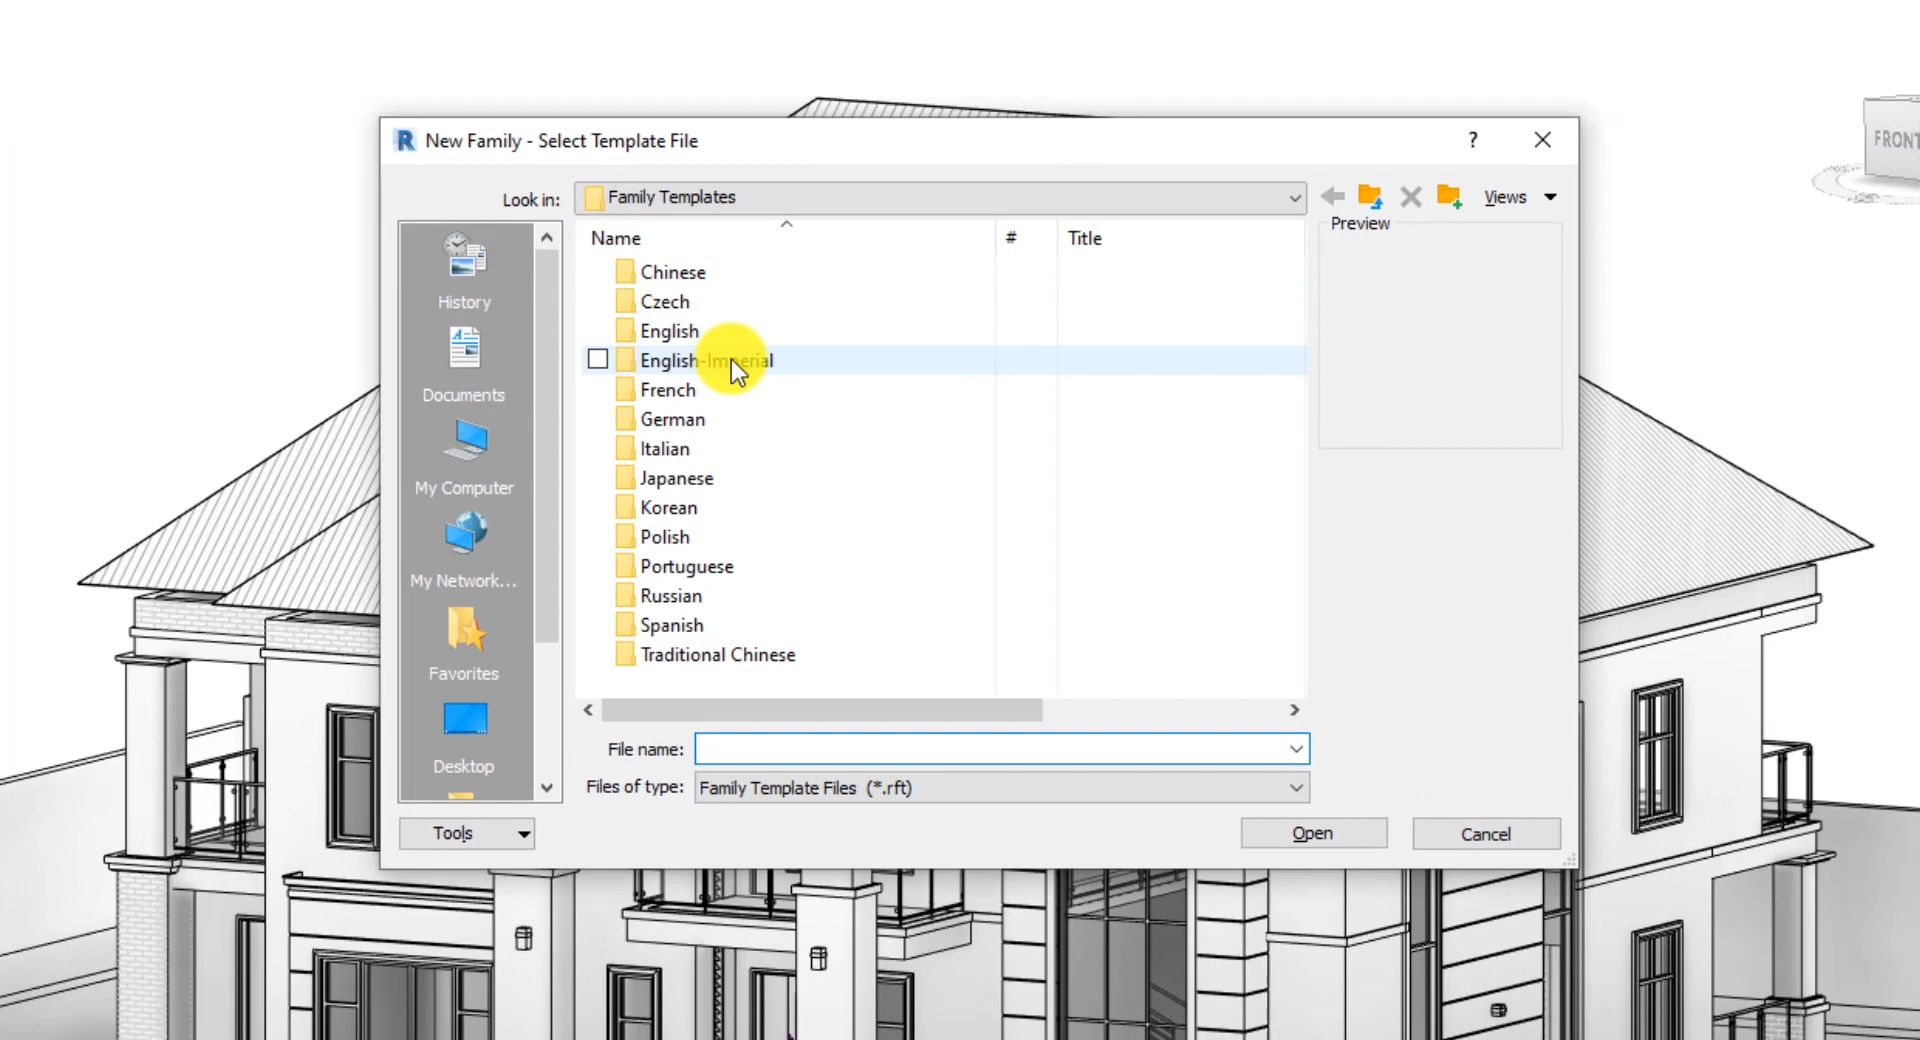 New Family - Select Template File
?
Look in:
Family Templates
Views
Preview
Name
#
Title
History
Documents
My Computer
My Network...
Favorites
Desktop
Chinese
Czech
English
English-Imperial
French
German
Italian
Japanese
Korean
Polish
Portuguese
Russian
Spanish
Traditional Chinese
File name:
Files of type:
Family Template Files (*.rft)
Tools
Open
Cancel
FRONT